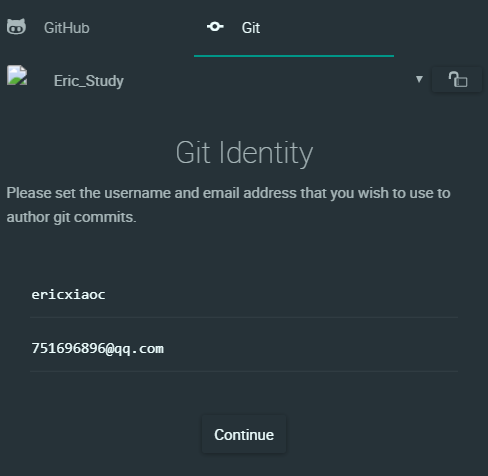 GitHub
Git
Eric_Study
Git Identity
Please set the username and email address that you wish to use to
author git commits.
ericxiaoc
751696896@qq.com
Continue